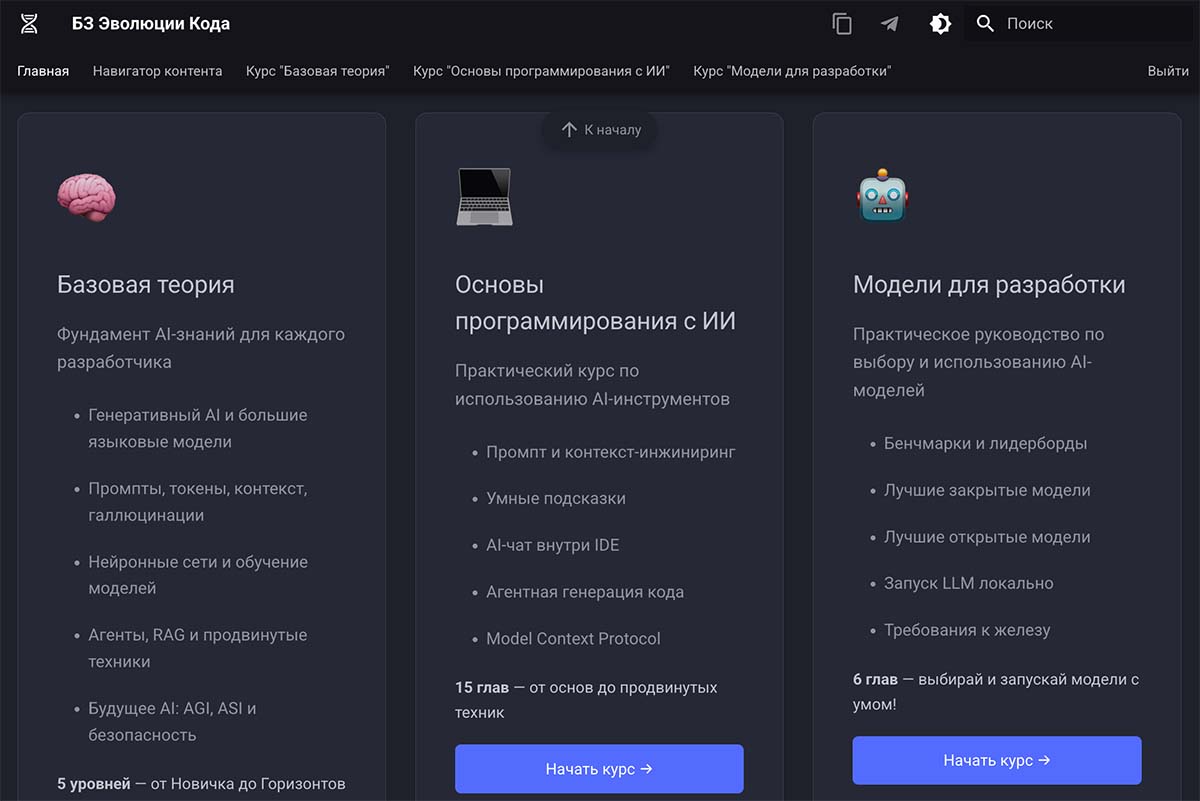 БЗ Эволюции Кода
Поиск
Главная
Навигатор контента
Курс "Базовая теория"
Курс "Основы программирования с ИИ"
Курс "Модели для разработки"
Выйти
К началу
Базовая теория
Фундамент AI-знаний для каждого
разработчика
• Генеративный AI и большие
языковые модели
• Промпты, токены, контекст,
галлюцинации
• Нейронные сети и обучение
моделей
• Агенты, RAG и продвинутые
техники
• Будущее AI: AGI, ASI и
безопасность
5 уровней — от Новичка до Горизонтов
Основы
программирования с ИИ
Практический курс по
использованию AI-инструментов
• Промпт и контекст-инжиниринг
• Умные подсказки
• AI-чат внутри IDE
• Агентная генерация кода
• Model Context Protocol
15 глав — от основ до продвинутых
техник
Начать курс →
Модели для разработки
Практическое руководство по
выбору и использованию AI-
моделей
• Бенчмарки и лидерборды
• Лучшие закрытые модели
• Лучшие открытые модели
• Запуск LLM локально
• Требования к железу
6 глав — выбирай и запускай модели с
умом!
Начать курс →